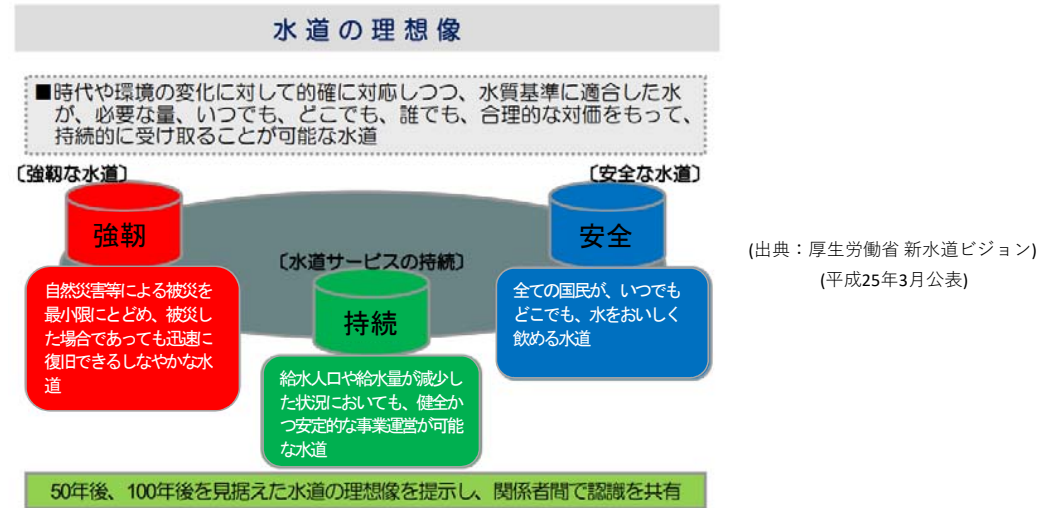 水道の理想像
■時代や環境の変化に対して的確に対応しつつ、水質基準に適合した水
が、必要な量、いつでも、どこでも、誰でも、合理的な対価をもって、
持続的に受け取ることが可能な水道
〔強靱な水道〕
〔安全な水道〕
強靭
安全
〔水道サービスの持続〕
持続
自然災害等による被災を
最小限にとどめ、被災し
た場合であっても迅速に
復旧できるしなやかな水
道
全ての国民が、いつでも
どこでも、水をおいしく
飲める水道
給水人口や給水量が減少し
た状況においても、健全か
つ安定的な事業運営が可能
な水道
50年後、100年後を見据えた水道の理想像を提示し、関係者間で認識を共有
(出典：厚生労働省 新水道ビジョン)
(平成25年3月公表)